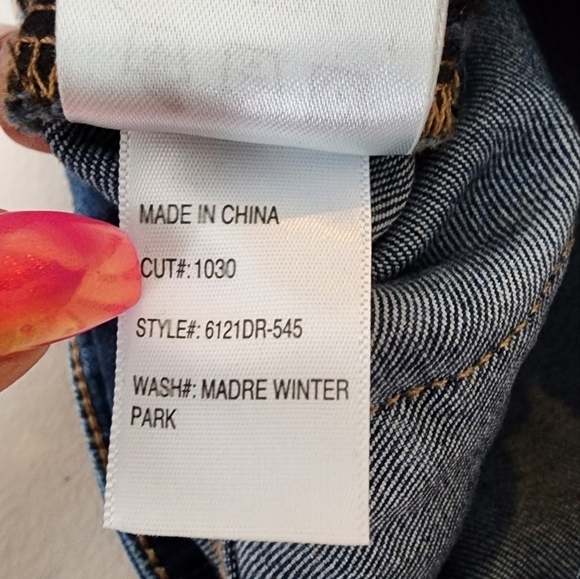 MADE IN CHINA
CUT#: 1030
STYLE#: 6121DR-545
WASH#: MADRE WINTER
PARK